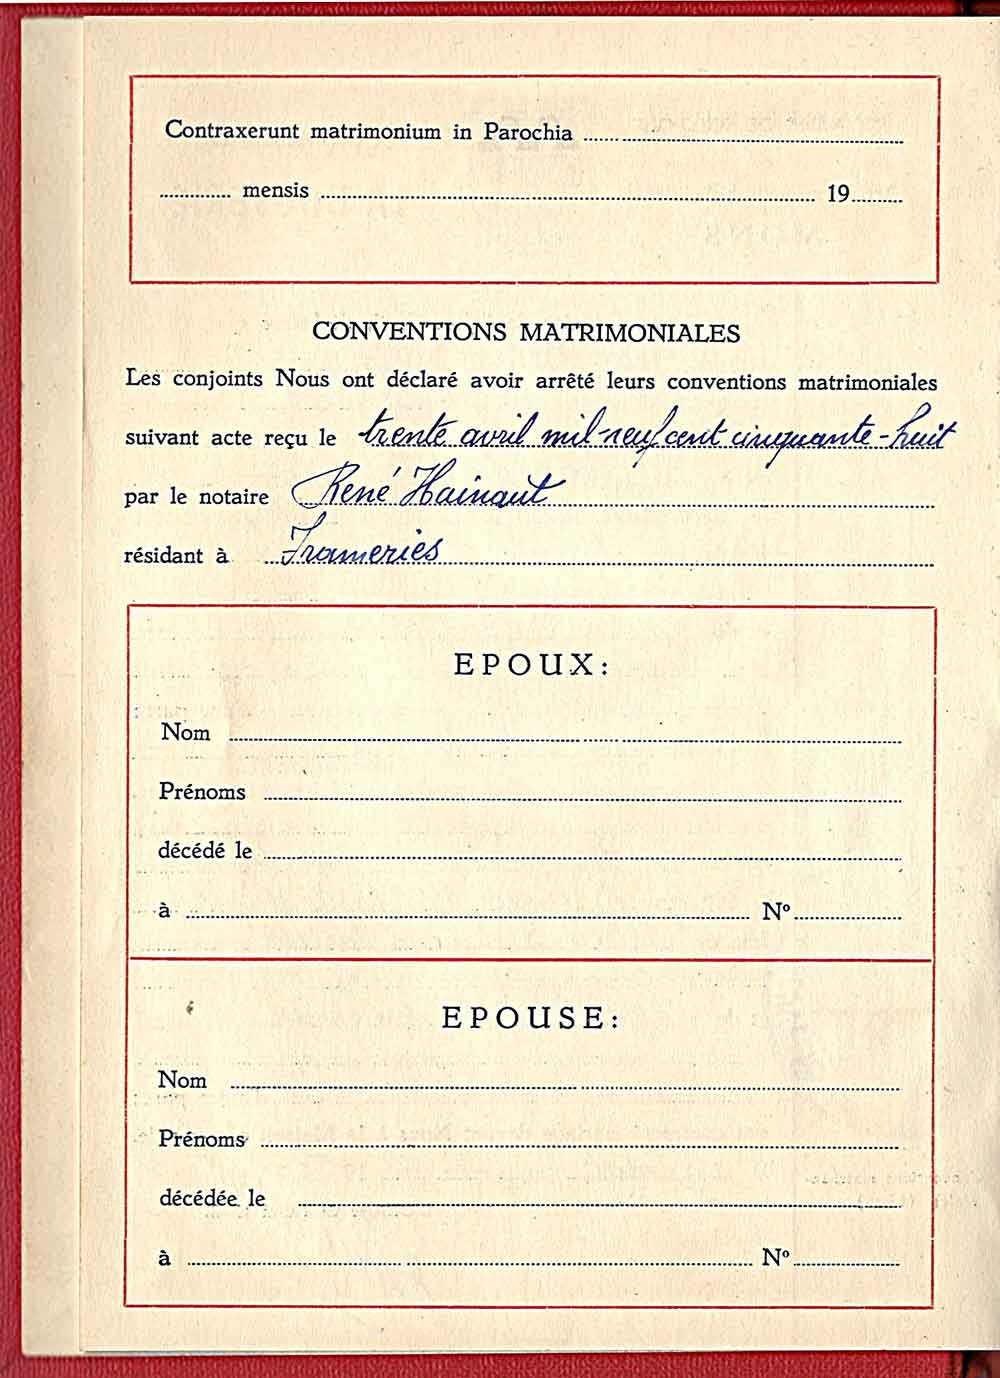 Contraxerunt matrimonium in Parochia
mensis 19
CONVENTIONS MATRIMONIALES
Les conjoints Nous ont déclaré avoir arrêté leurs conventions matrimoniales
suivant acte reçu le trente avril mil-neuf cent cinquante-huit
par le notaire René Hainaut
résidant à Frameries
EPOUX:
Nom
Prénoms
décédé le
à Nº
EPOUSE:
Nom
Prénoms
décédée le
à Nº